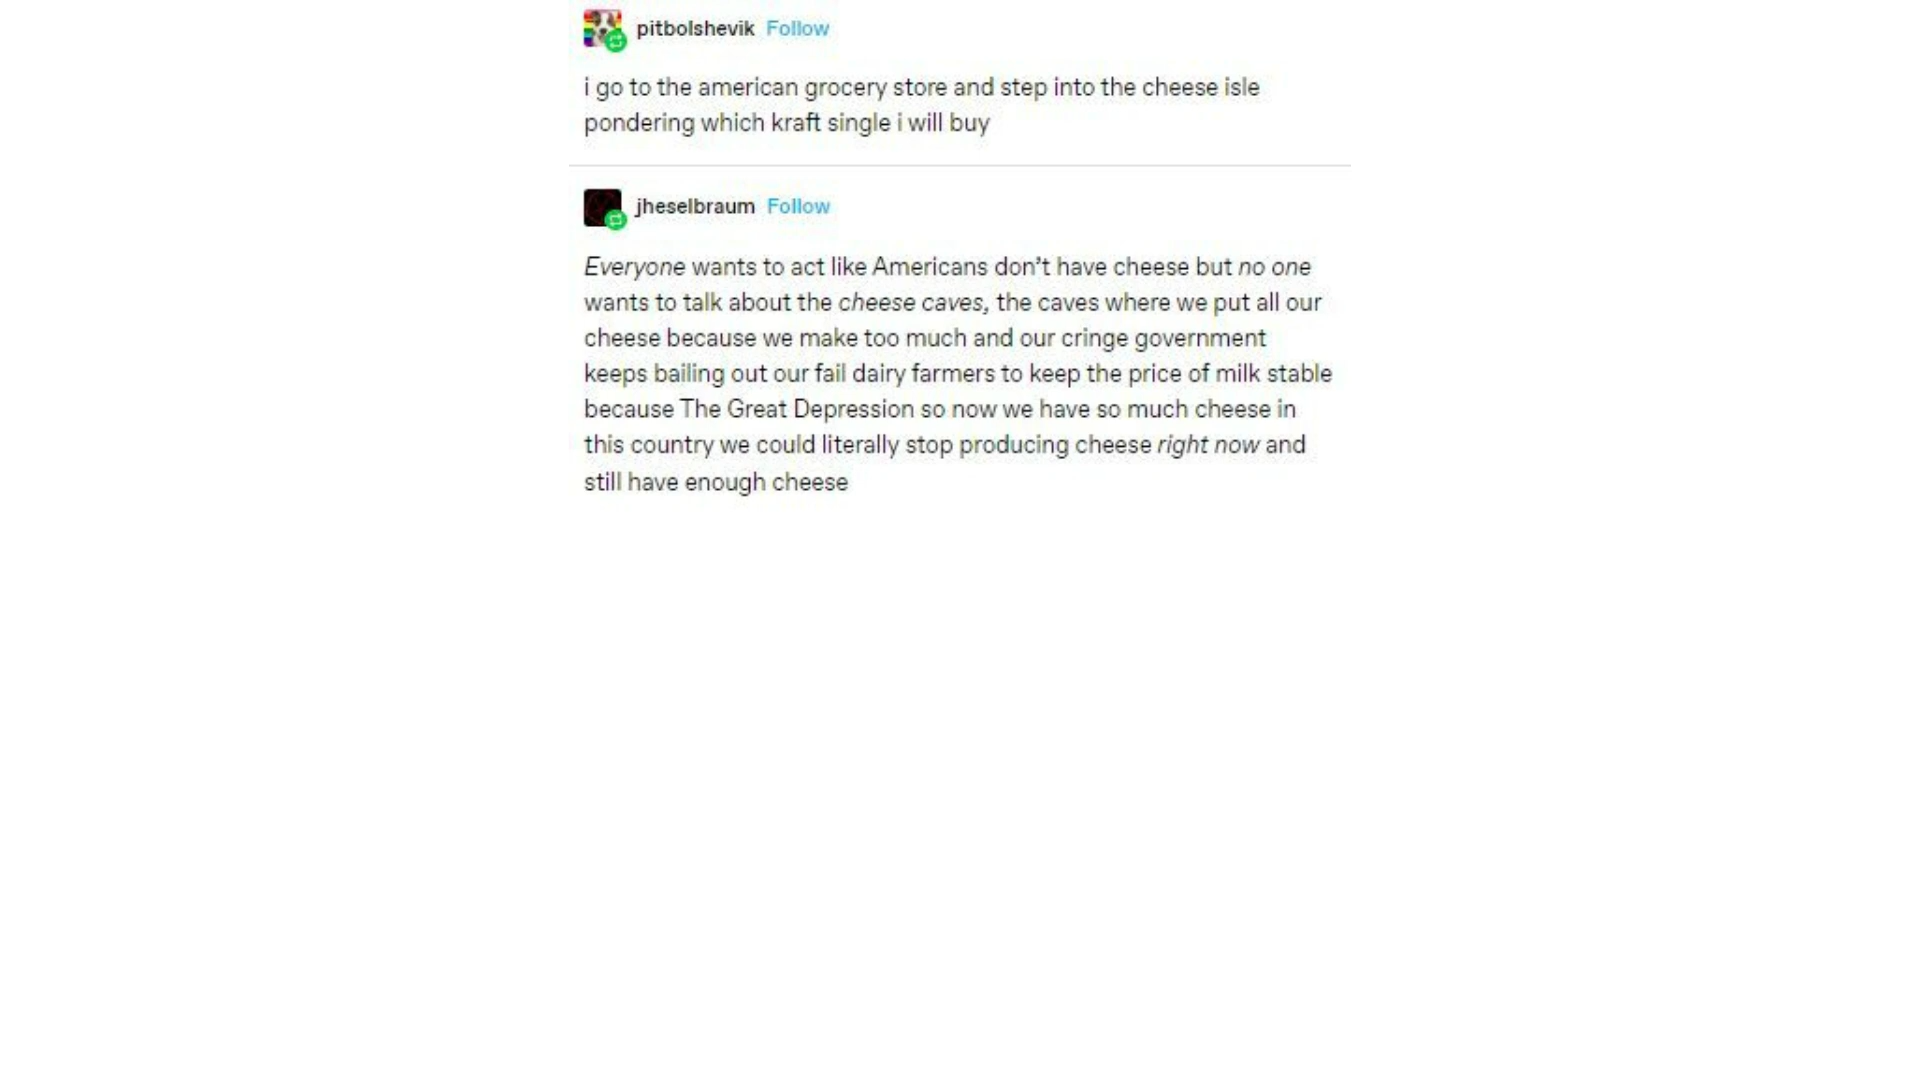 pitbolshevik Follow
i go to the american grocery store and step into the cheese isle
pondering which kraft single i will buy
jheselbraum Follow
Everyone wants to act like Americans don't have cheese but no one
wants to talk about the cheese caves, the caves where we put all our
cheese because we make too much and our cringe government
keeps bailing out our fail dairy farmers to keep the price of milk stable
because The Great Depression so now we have so much cheese in
this country we could literally stop producing cheese right now and
still have enough cheese